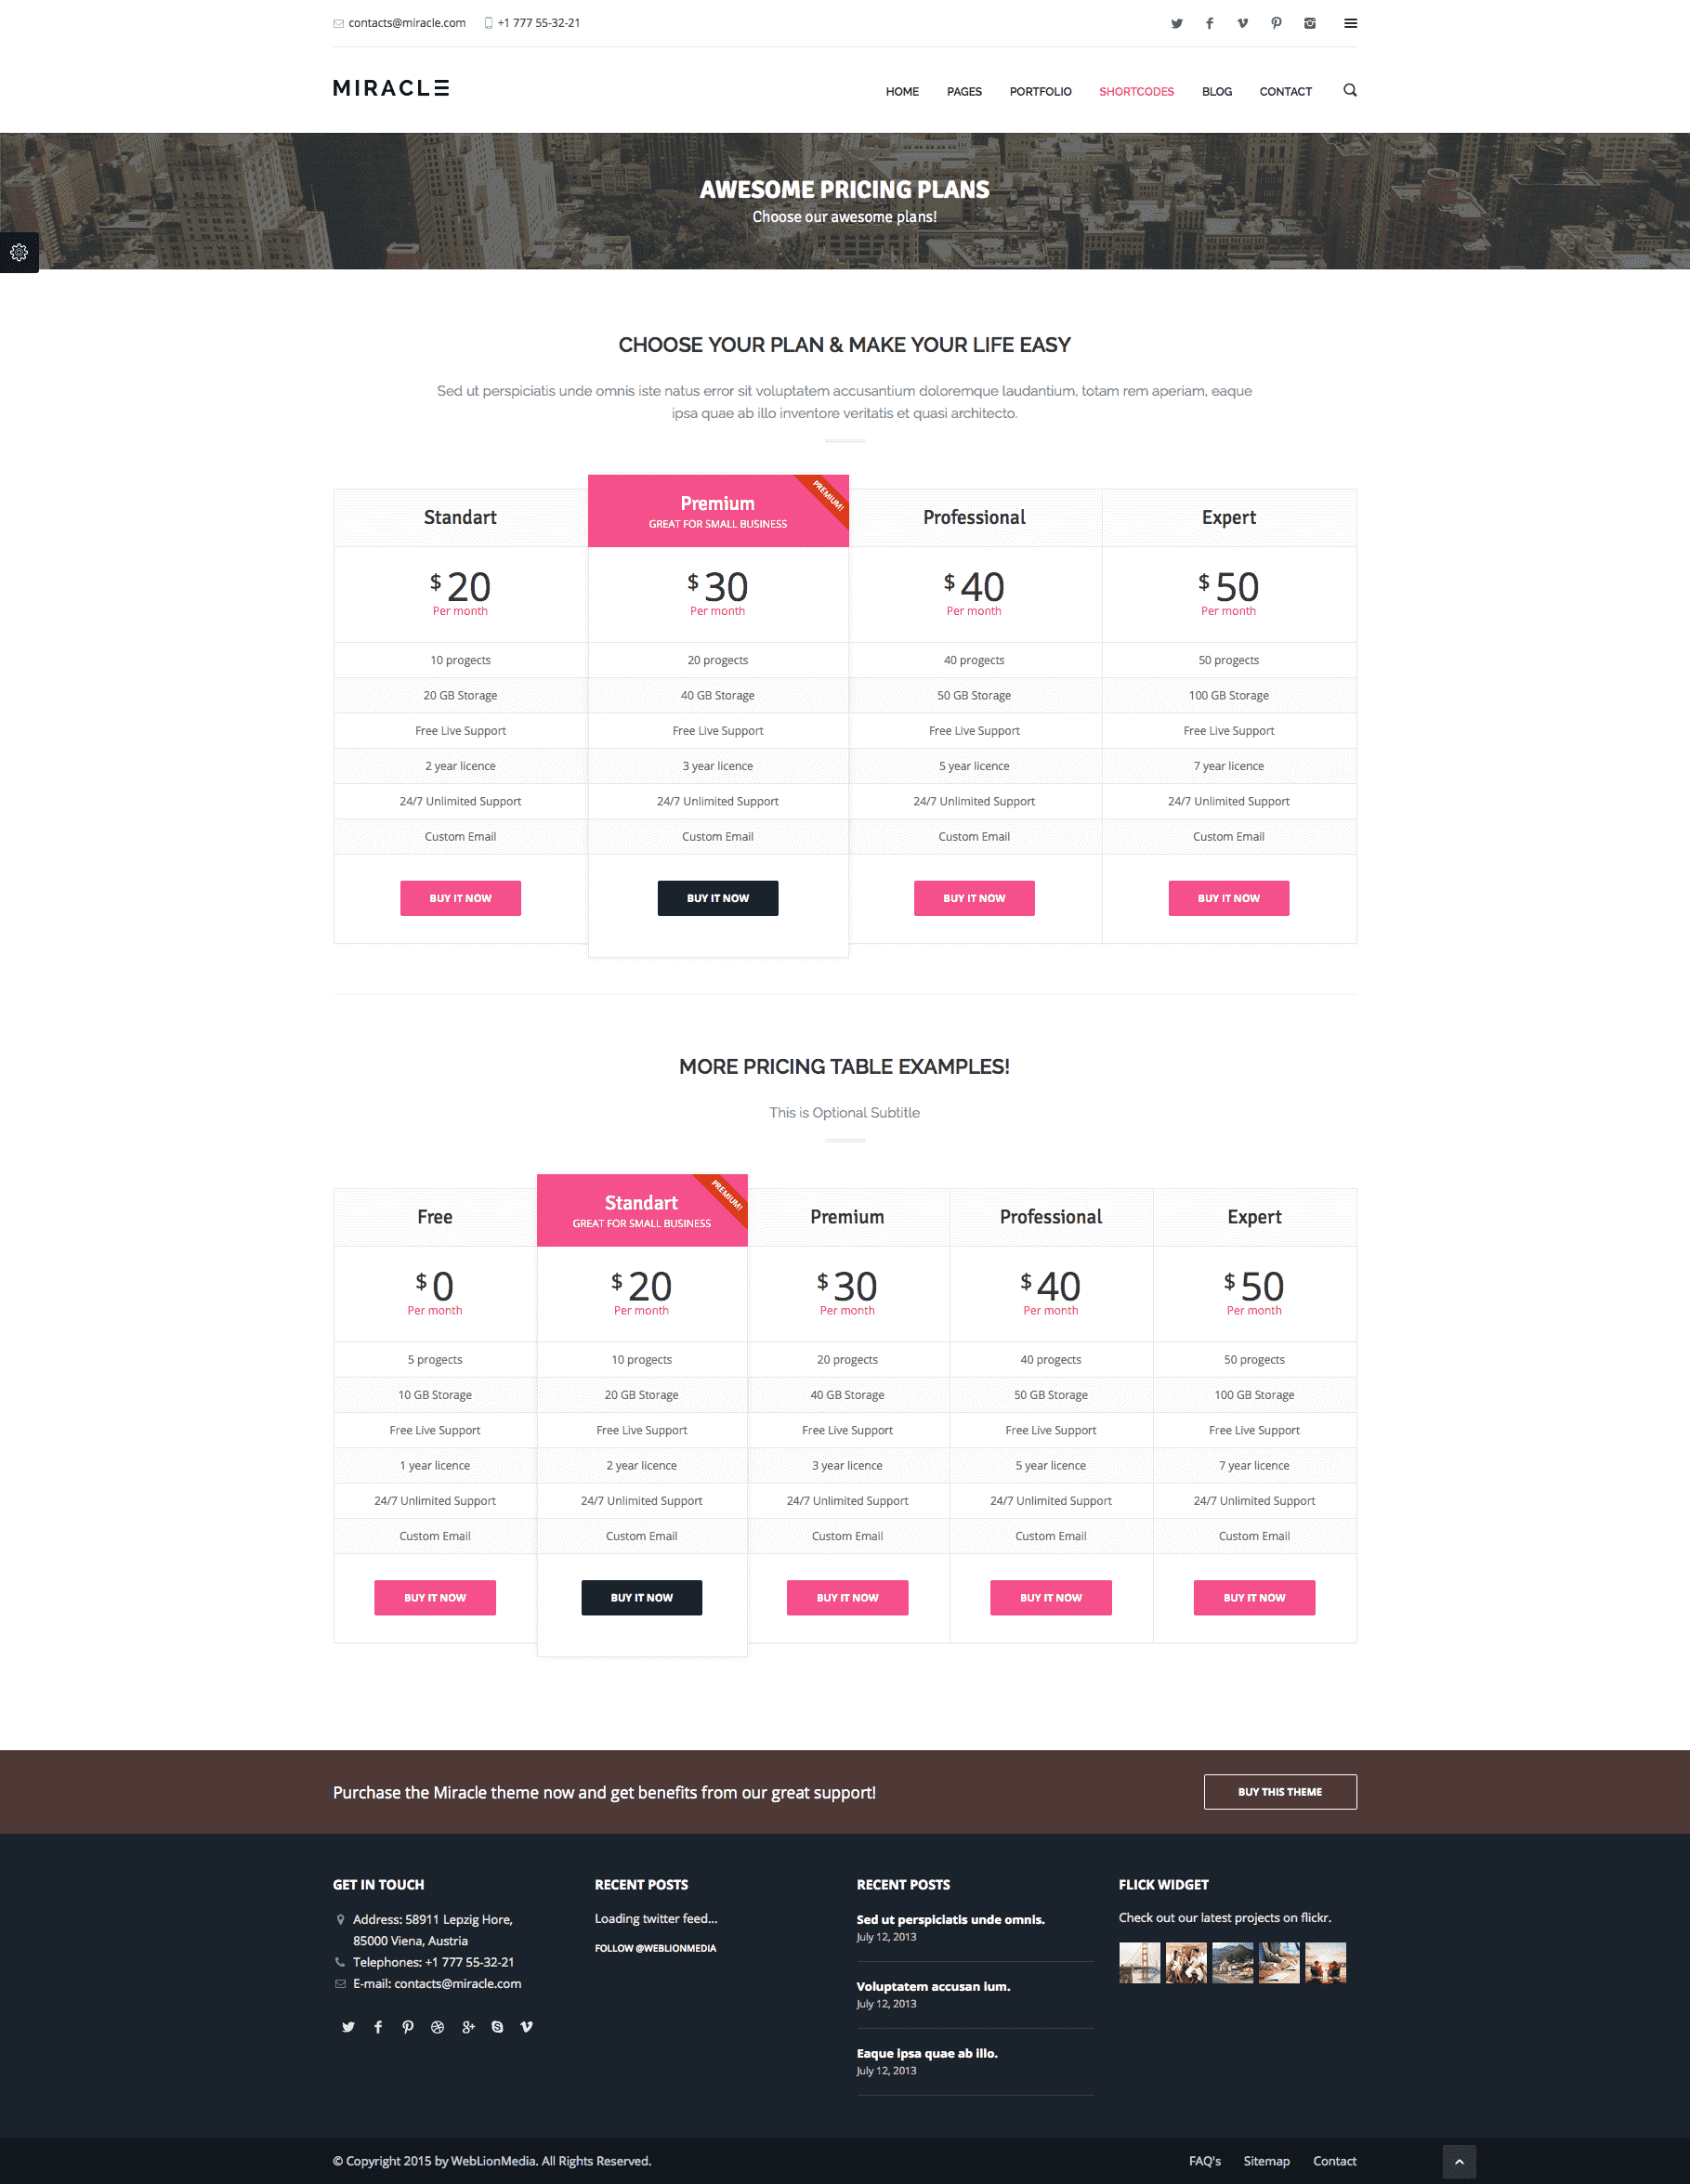 contacts@miracle.com +1 777 55-32-21
MIRACLE
HOME PAGES PORTFOLIO SHORTCODES BLOG CONTACT
AWESOME PRICING PLANS
Choose our awesome plans!
CHOOSE YOUR PLAN & MAKE YOUR LIFE EASY
Sed ut perspiciatis unde omnis iste natus error sit voluptatem accusantium doloremque laudantium, totam rem aperiam, eaque
ipsa quae ab illo inventore veritatis et quasi architecto.
Standart Premium PREMIUM! Professional Expert
GREAT FOR SMALL BUSINESS
$ 20 $ 30 $ 40 $ 50
Per month Per month Per month Per month
10 progects 20 progects 40 progects 50 progects
20 GB Storage 40 GB Storage 50 GB Storage 100 GB Storage
Free Live Support Free Live Support Free Live Support Free Live Support
2 year licence 3 year licence 5 year licence 7 year licence
24/7 Unlimited Support 24/7 Unlimited Support 24/7 Unlimited Support 24/7 Unlimited Support
Custom Email Custom Email Custom Email Custom Email
BUY IT NOW BUY IT NOW BUY IT NOW BUY IT NOW
MORE PRICING TABLE EXAMPLES!
This is Optional Subtitle
Free Standart PREMIUM! Premium Professional Expert
GREAT FOR SMALL BUSINESS
$ 0 $ 20 $ 30 $ 40 $ 50
Per month Per month Per month Per month Per month
5 progects 10 progects 20 progects 40 progects 50 progects
10 GB Storage 20 GB Storage 40 GB Storage 50 GB Storage 100 GB Storage
Free Live Support Free Live Support Free Live Support Free Live Support Free Live Support
1 year licence 2 year licence 3 year licence 5 year licence 7 year licence
24/7 Unlimited Support 24/7 Unlimited Support 24/7 Unlimited Support 24/7 Unlimited Support 24/7 Unlimited Support
Custom Email Custom Email Custom Email Custom Email Custom Email
BUY IT NOW BUY IT NOW BUY IT NOW BUY IT NOW BUY IT NOW
Purchase the Miracle theme now and get benefits from our great support! BUY THIS THEME
GET IN TOUCH
Address: 58911 Lepzig Hore,
85000 Viena, Austria
Telephones: +1 777 55-32-21
E-mail: contacts@miracle.com
RECENT POSTS
Loading twitter feed...
FOLLOW @WEBLIONMEDIA
RECENT POSTS
Sed ut perspiciatis unde omnis.
July 12, 2013
Voluptatem accusan ium.
July 12, 2013
Eaque ipsa quae ab illo.
July 12, 2013
FLICK WIDGET
Check out our latest projects on flickr.
© Copyright 2015 by WebLionMedia. All Rights Reserved. FAQ's Sitemap Contact